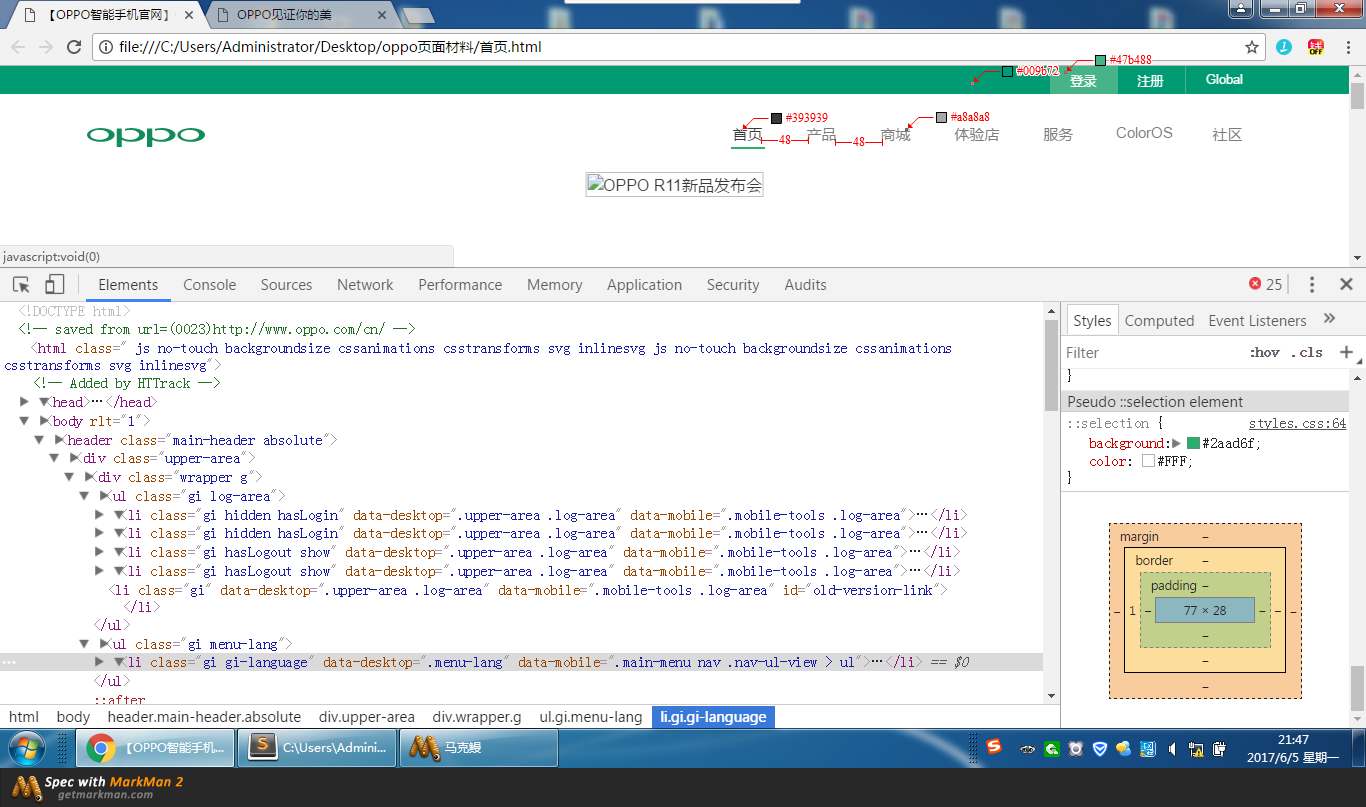 【OPPO智能手机官网】
OPPO见证你的美
file:///C:/Users/Administrator/Desktop/oppo页面材料/首页.html
OFF
#47b488
#009b72
登录 注册 Global
#393939 #a8a8a8
oppo
首页 产品 商城 体验店 服务 ColorOS 社区
48 48
OPPO R11新品发布会
javascript:void(0)
Elements Console Sources Network Performance Memory Application Security Audits 25
<!DOCTYPE html>
<!-- saved from url=(0023)http://www.oppo.com/cn/ -->
<html class=" js no-touch backgroundsize cssanimations csstransforms svg inlinesvg js no-touch backgroundsize cssanimations
csstransforms svg inlinesvg">
<!-- Added by HTTrack -->
<head>…</head>
<body rlt="1">
<header class="main-header absolute">
<div class="upper-area">
<div class="wrapper g">
<ul class="gi log-area">
<li class="gi hidden hasLogin" data-desktop=".upper-area .log-area" data-mobile=".mobile-tools .log-area">…</li>
<li class="gi hidden hasLogin" data-desktop=".upper-area .log-area" data-mobile=".mobile-tools .log-area">…</li>
<li class="gi hasLogout show" data-desktop=".upper-area .log-area" data-mobile=".mobile-tools .log-area">…</li>
<li class="gi hasLogout show" data-desktop=".upper-area .log-area" data-mobile=".mobile-tools .log-area">…</li>
<li class="gi" data-desktop=".upper-area .log-area" data-mobile=".mobile-tools .log-area" id="old-version-link">
</li>
</ul>
<ul class="gi menu-lang">
<li class="gi gi-language" data-desktop=".menu-lang" data-mobile=".main-menu nav .nav-ul-view > ul">…</li> == $0
</ul>
::after
html body header.main-header.absolute div.upper-area div.wrapper.g ul.gi.menu-lang li.gi.gi-language
Styles Computed Event Listeners »
Filter :hov .cls +
}
Pseudo ::selection element
::selection { styles.css:64
background: #2aad6f;
color: #FFF;
}
margin –
border –
padding –
– 1 – 77 × 28 – – –
–
–
–
【OPPO智能手机...
C:\Users\Admini...
马克鳗
21:47
2017/6/5 星期一
Spec with MarkMan 2
getmarkman.com